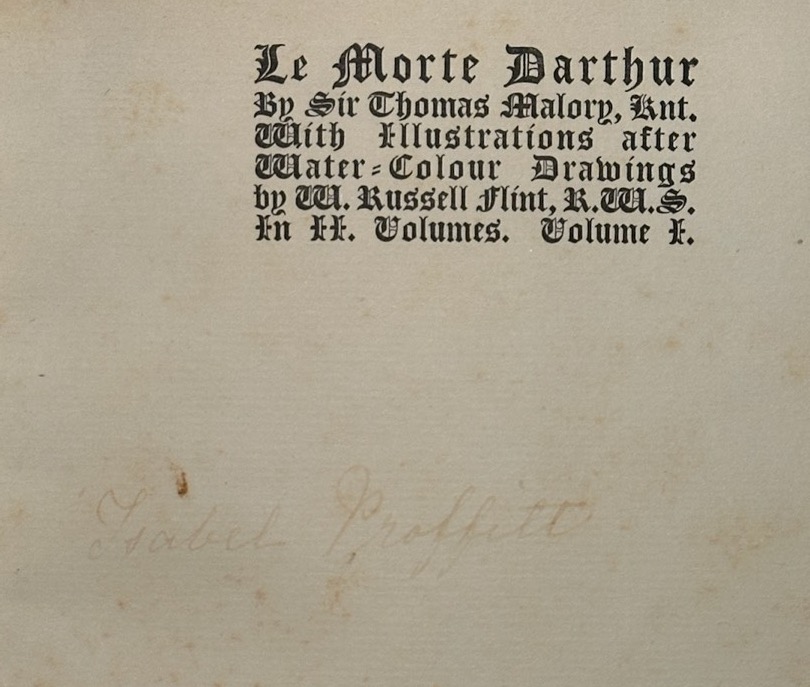 Le Morte Darthur
By Sir Thomas Malory, Knt.
With Illustrations after
Water-Colour Drawings
by W. Russell Flint, R.W.S.
In II. Volumes. Volume I.
Isabel Proffitt